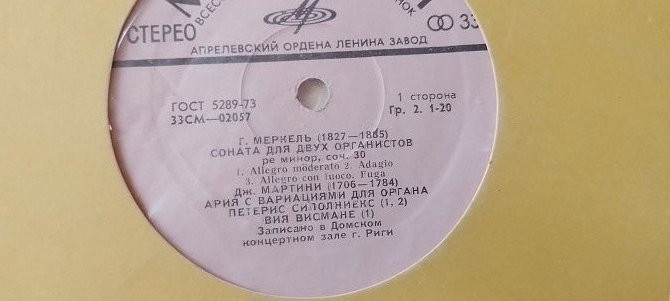 СТЕРЕО
33
АПРЕЛЕВСКИЙ ОРДЕНА ЛЕНИНА ЗАВОД
ГОСТ 5289-73
33СМ—02057
1 сторона
Гр. 2. 1-20
Г. МЕРКЕЛЬ (1827—1885)
СОНАТА ДЛЯ ДВУХ ОРГАНИСТОВ
ре минор, соч. 30
1. Allegro moderato 2. Adagio
3. Allegro con fuoco. Fuga
Дж. МАРТИНИ (1706—1784)
АРИЯ С ВАРИАЦИЯМИ ДЛЯ ОРГАНА
ПЕТЕРИС СИПОЛНИЕКС (1, 2)
ВИЯ ВИСМАНЕ (1)
Записано в Домском
концертном зале г. Риги